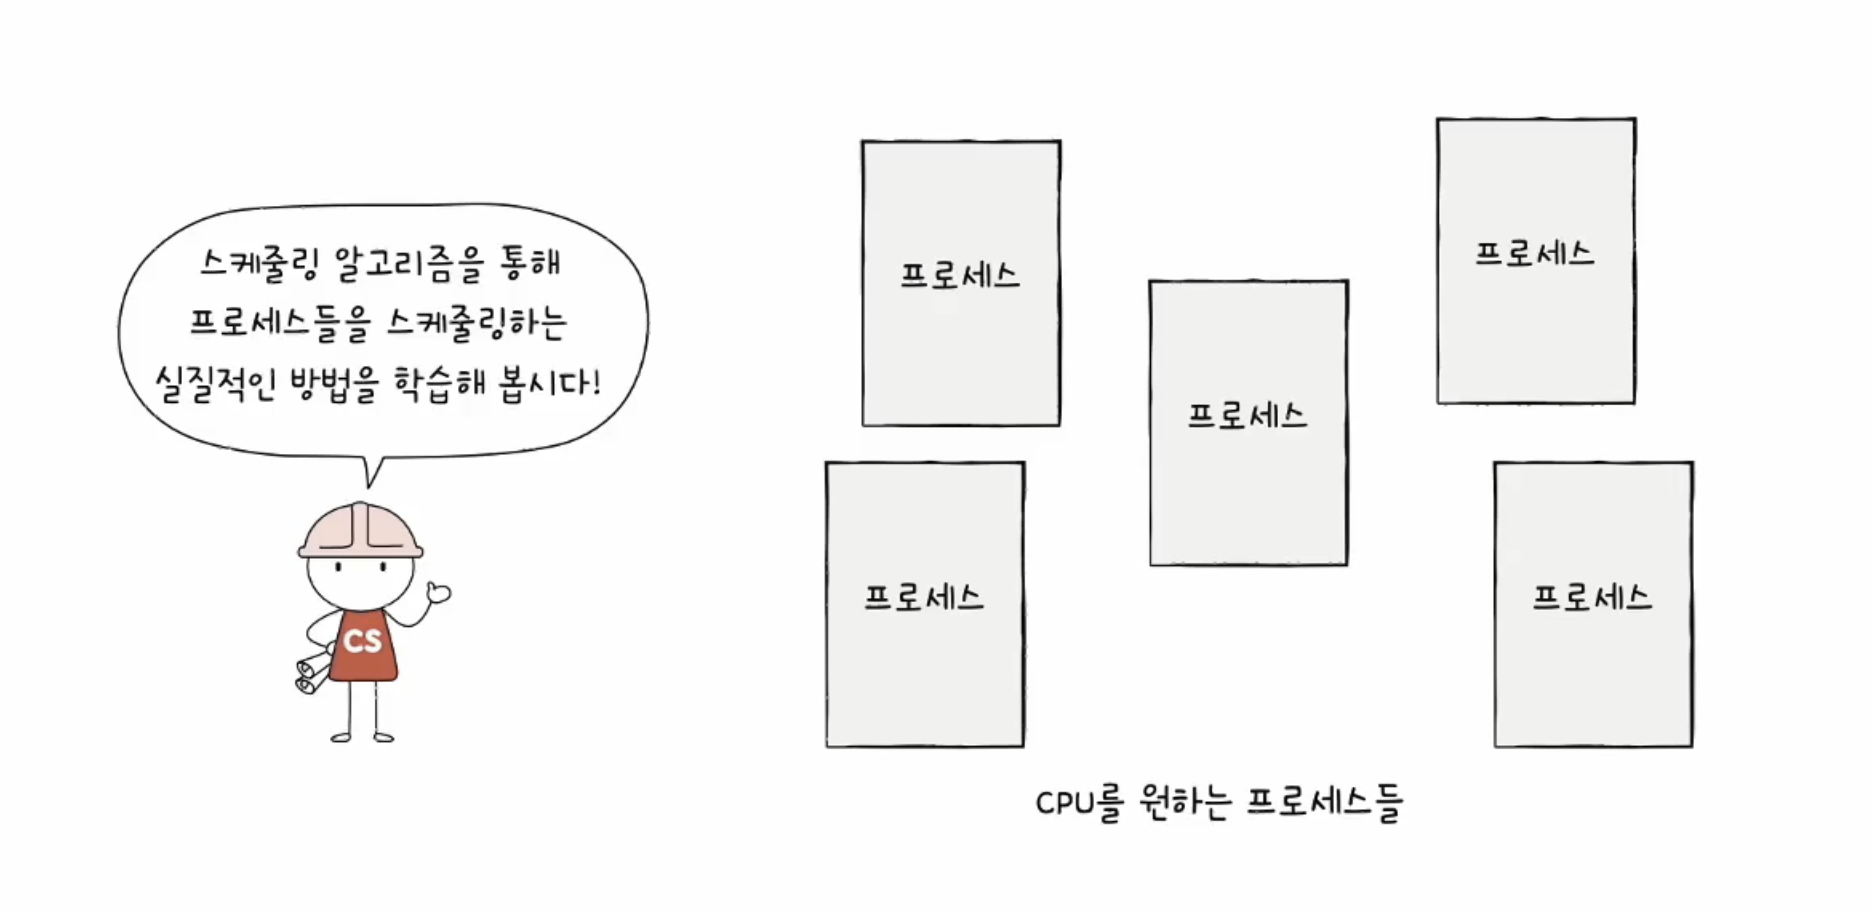 스케줄링 알고리즘을 통해
프로세스들을 스케줄링하는
실질적인 방법을 학습해 봅시다!
CS
프로세스
프로세스
프로세스
프로세스
프로세스
CPU를 원하는 프로세스들